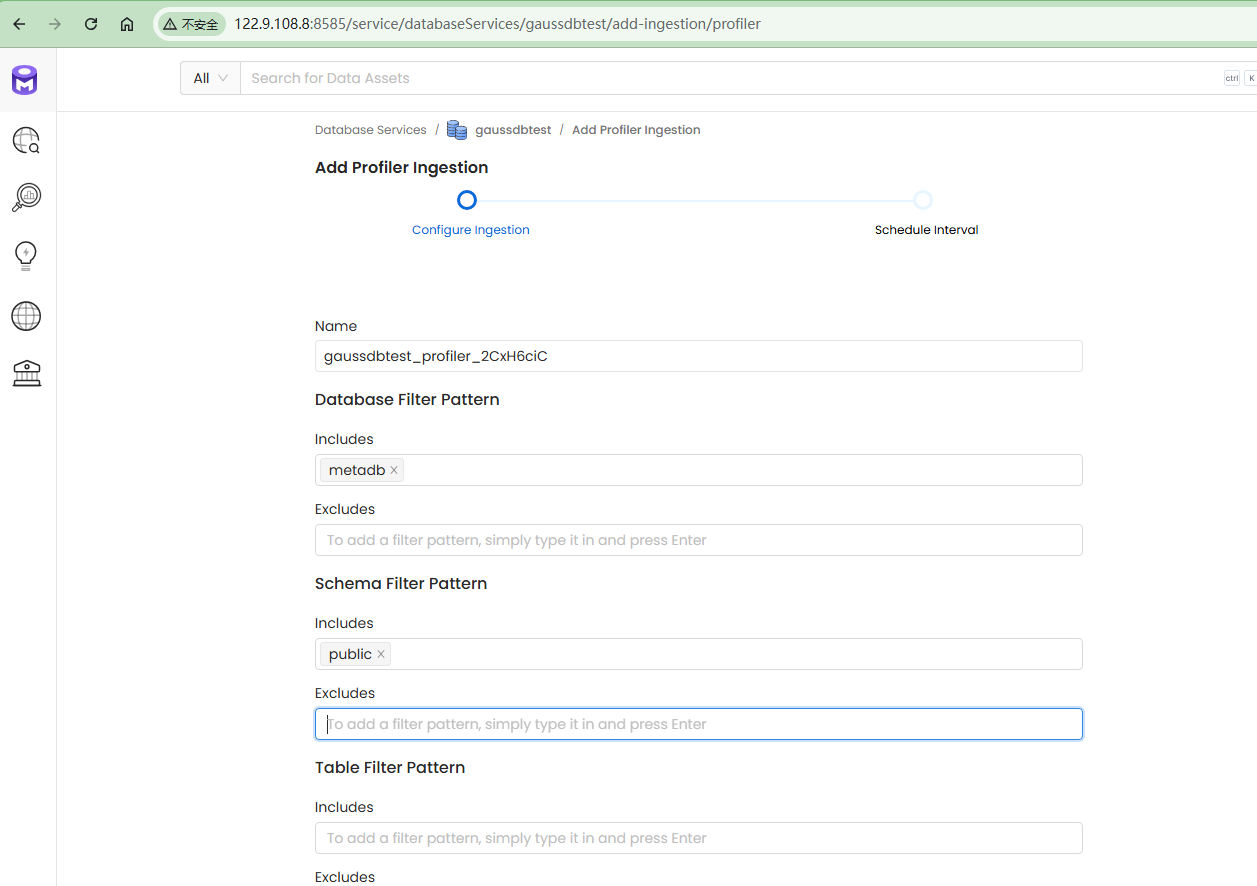 不安全 122.9.108.8:8585/service/databaseServices/gaussdbtest/add-ingestion/profiler
All Search for Data Assets ctrl K
Database Services / gaussdbtest / Add Profiler Ingestion
Add Profiler Ingestion
Configure Ingestion Schedule Interval
Name
gaussdbtest_profiler_2CxH6ciC
Database Filter Pattern
Includes
metadb ×
Excludes
To add a filter pattern, simply type it in and press Enter
Schema Filter Pattern
Includes
public ×
Excludes
To add a filter pattern, simply type it in and press Enter
Table Filter Pattern
Includes
To add a filter pattern, simply type it in and press Enter
Excludes